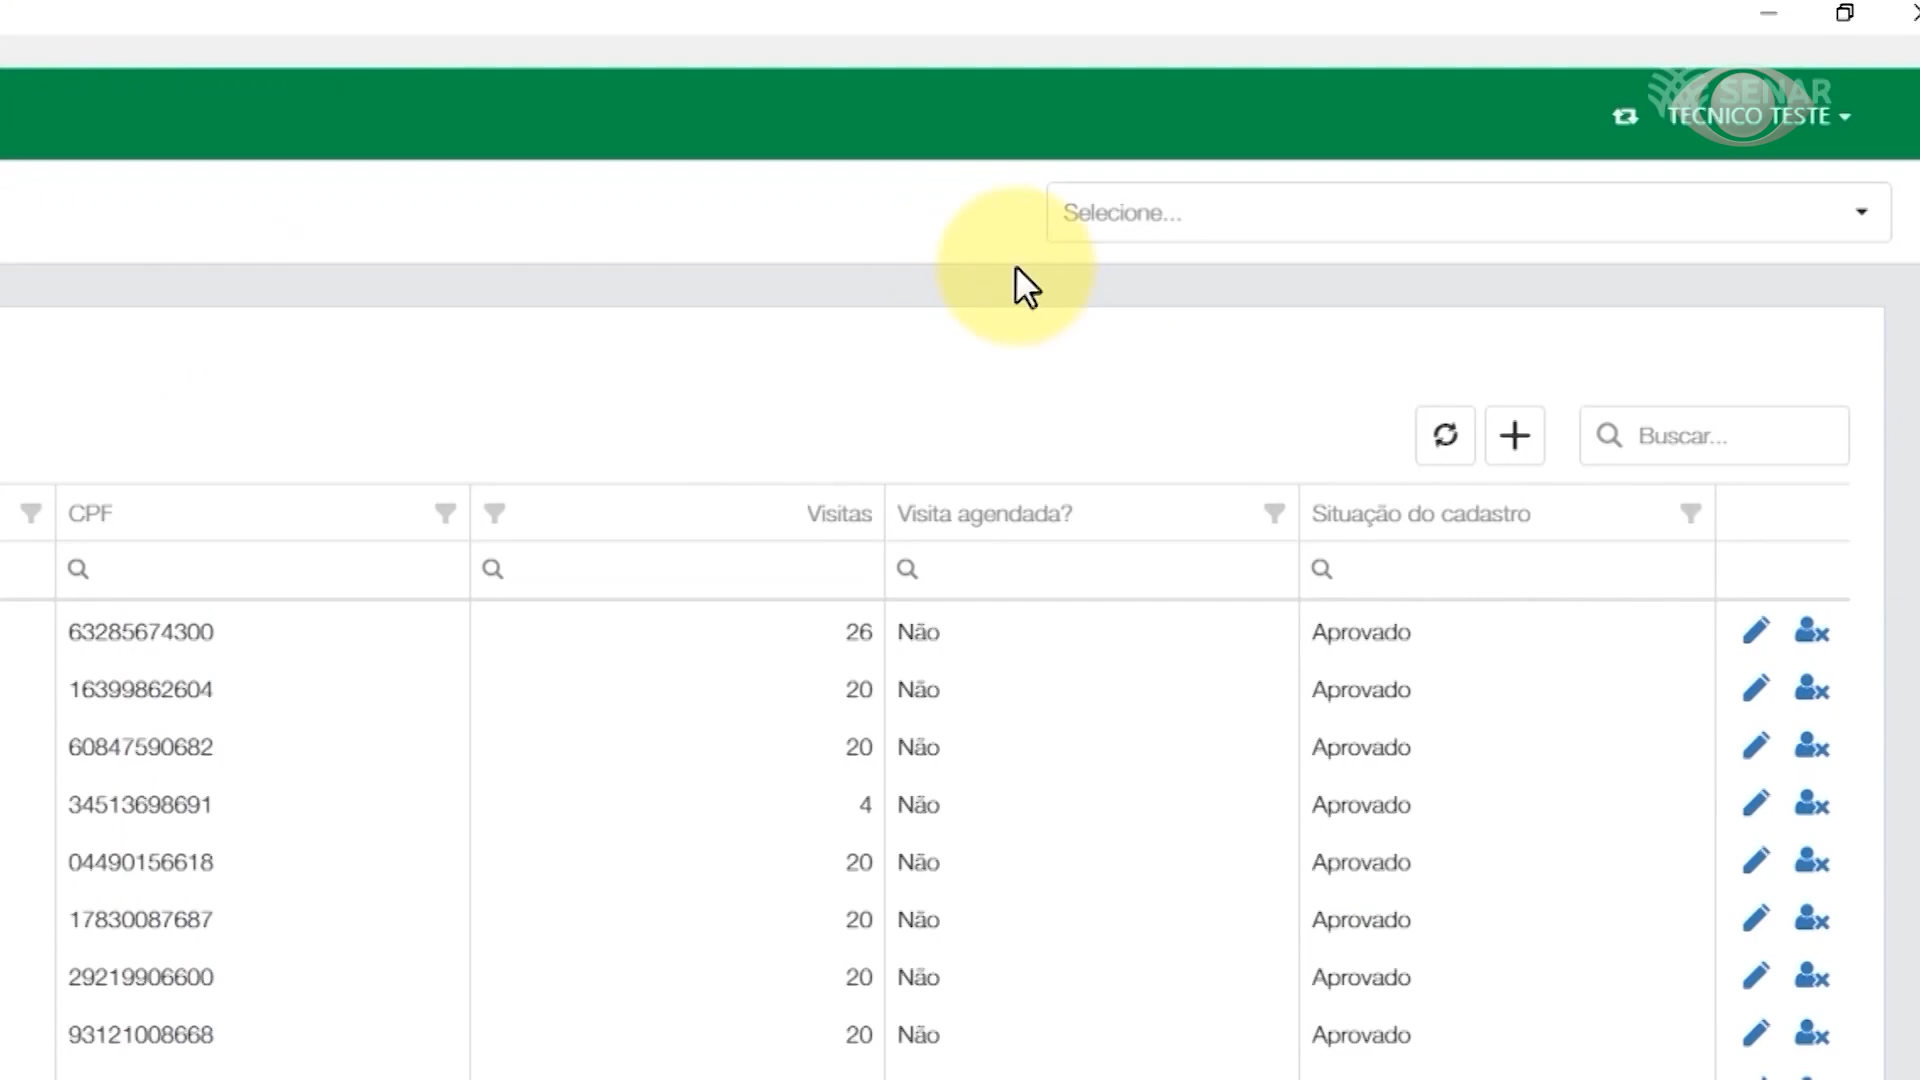 SENAR
TECNICO TESTE
Selecione...
Buscar...
CPF Visitas Visita agendada? Situação do cadastro
63285674300 26 Não Aprovado
16399862604 20 Não Aprovado
60847590682 20 Não Aprovado
34513698691 4 Não Aprovado
04490156618 20 Não Aprovado
17830087687 20 Não Aprovado
29219906600 20 Não Aprovado
93121008668 20 Não Aprovado